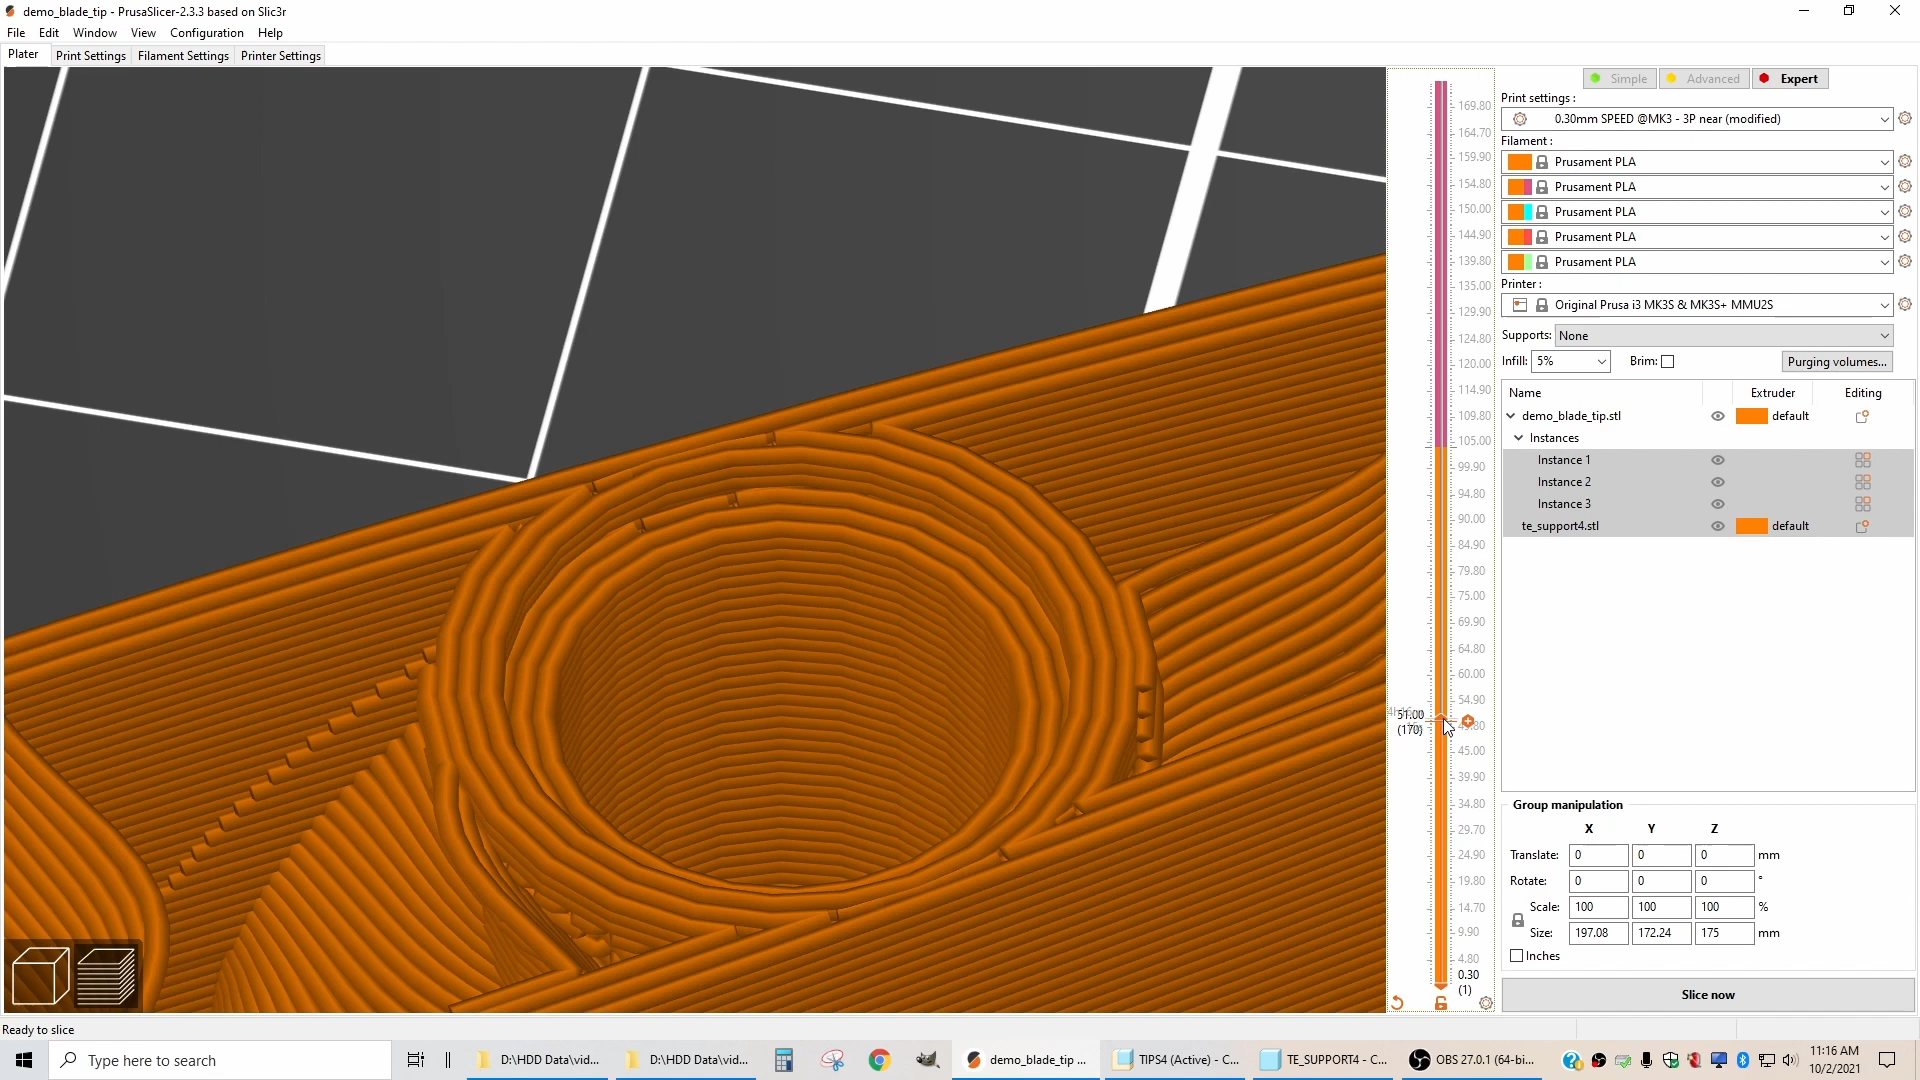 demo_blade_tip - PrusaSlicer-2.3.3 based on Slic3r
File Edit Window View Configuration Help
Plater Print Settings Filament Settings Printer Settings
Simple Advanced Expert
Print settings :
0.30mm SPEED @MK3 - 3P near (modified)
Filament :
Prusament PLA
Prusament PLA
Prusament PLA
Prusament PLA
Prusament PLA
Printer :
Original Prusa i3 MK3S & MK3S+ MMU2S
Supports: None
Infill: 5% Brim: Purging volumes...
Name Extruder Editing
demo_blade_tip.stl default
Instances
Instance 1
Instance 2
Instance 3
te_support4.stl default
169.80
164.70
159.90
154.80
150.00
144.90
139.80
135.00
129.90
124.80
120.00
114.90
109.80
105.00
99.90
94.80
90.00
84.90
79.80
75.00
69.90
64.80
60.00
54.90
51.00
(170)
45.00
39.90
34.80
29.70
24.90
19.80
14.70
9.90
4.80
0.30
(1)
Group manipulation
X Y Z
Translate: 0 0 0 mm
Rotate: 0 0 0 °
Scale: 100 100 100 %
Size: 197.08 172.24 175 mm
Inches
Slice now
Ready to slice
Type here to search
D:\HDD Data\vid...
D:\HDD Data\vid...
demo_blade_tip ...
TIPS4 (Active) - C...
TE_SUPPORT4 - C...
OBS 27.0.1 (64-bi...
11:16 AM
10/2/2021